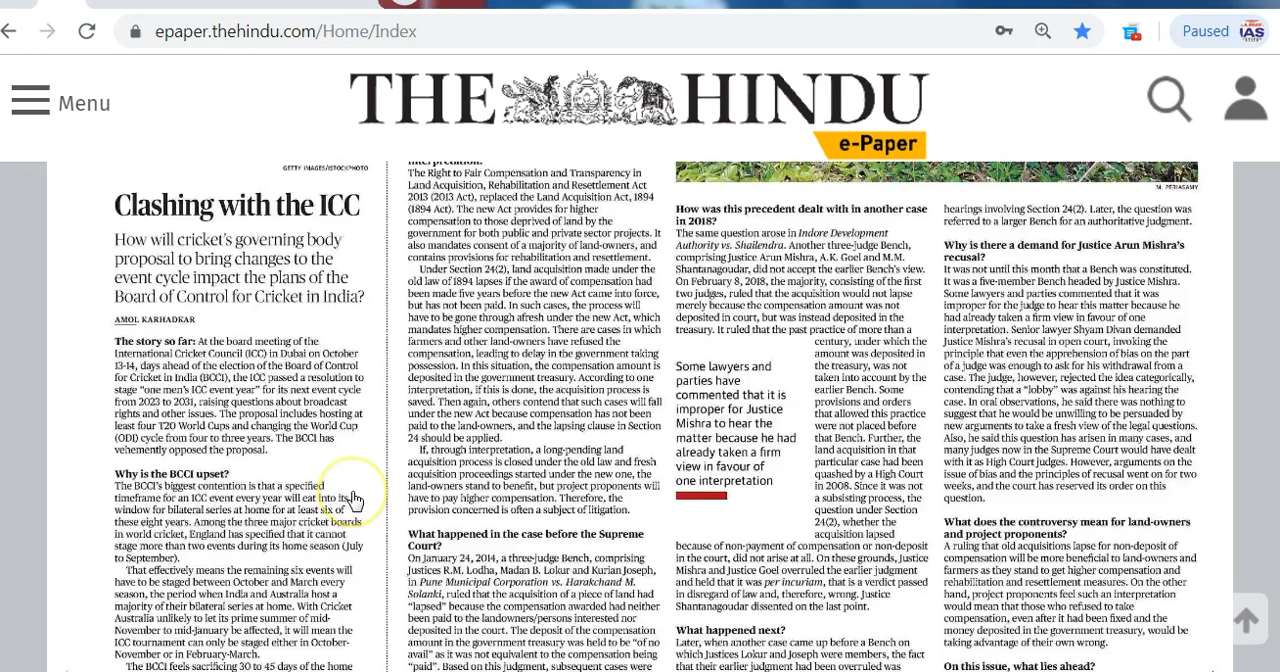 epaper.thehindu.com/Home/Index
Paused
IAS
Menu
THE HINDU
e-Paper
GETTY IMAGES/ISTOCKPHOTO
Clashing with the ICC
How will cricket's governing body
proposal to bring changes to the
event cycle impact the plans of the
Board of Control for Cricket in India?
AMOL KARHADKAR
The story so far: At the board meeting of the
International Cricket Council (ICC) in Dubai on October
13-14, days ahead of the election of the Board of Control
for Cricket in India (BCCI), the ICC passed a resolution to
stage “one men's ICC event year” for its next event cycle
from 2023 to 2031, raising questions about broadcast
rights and other issues. The proposal includes hosting at
least four T20 World Cups and changing the World Cup
(ODI) cycle from four to three years. The BCCI has
vehemently opposed the proposal.
Why is the BCCI upset?
The BCCI's biggest contention is that a specified
timeframe for an ICC event every year will eat into its
window for bilateral series at home for at least six of
these eight years. Among the three major cricket boards
in world cricket, England has specified that it cannot
stage more than two events during its home season (July
to September).
That effectively means the remaining six events will
have to be staged between October and March every
season, the period when India and Australia host a
majority of their bilateral series at home. With Cricket
Australia unlikely to let its prime summer of mid-
November to mid-January be affected, it will mean the
ICC tournament can only be staged either in October-
November or in February-March.
The BCCI feels sacrificing 30 to 45 days of the home
interpretation.
The Right to Fair Compensation and Transparency in
Land Acquisition, Rehabilitation and Resettlement Act
2013 (2013 Act), replaced the Land Acquisition Act, 1894
(1894 Act). The new Act provides for higher
compensation to those deprived of land by the
government for both public and private sector projects. It
also mandates consent of a majority of land-owners, and
contains provisions for rehabilitation and resettlement.
Under Section 24(2), land acquisition made under the
old law of 1894 lapses if the award of compensation had
been made five years before the new Act came into force,
but has not been paid. In such cases, the process will
have to be gone through afresh under the new Act, which
mandates higher compensation. There are cases in which
farmers and other land-owners have refused the
compensation, leading to delay in the government taking
possession. In this situation, the compensation amount is
deposited in the government treasury. According to one
interpretation, if this is done, the acquisition process is
saved. Then again, others contend that such cases will fall
under the new Act because compensation has not been
paid to the land-owners, and the lapsing clause in Section
24 should be applied.
If, through interpretation, a long-pending land
acquisition process is closed under the old law and fresh
acquisition proceedings started under the new one, the
land-owners stand to benefit, but project proponents will
have to pay higher compensation. Therefore, the
provision concerned is often a subject of litigation.
What happened in the case before the Supreme
Court?
On January 24, 2014, a three-judge Bench, comprising
Justices R.M. Lodha, Madan B. Lokur and Kurian Joseph,
in Pune Municipal Corporation vs. Harakchand M.
Solanki, ruled that the acquisition of a piece of land had
“lapsed” because the compensation awarded had neither
been paid to the landowners/persons interested nor
deposited in the court. The deposit of the compensation
amount in the government treasury was held to be “of no
avail” as it was not equivalent to the compensation being
“paid”. Based on this judgment, subsequent cases were
M. PERIASAMY
How was this precedent dealt with in another case
in 2018?
The same question arose in Indore Development
Authority vs. Shailendra. Another three-judge Bench,
comprising Justice Arun Mishra, A.K. Goel and M.M.
Shantanagoudar, did not accept the earlier Bench's view.
On February 8, 2018, the majority, consisting of the first
two judges, ruled that the acquisition would not lapse
merely because the compensation amount was not
deposited in court, but was instead deposited in the
treasury. It ruled that the past practice of more than a
century, under which the
amount was deposited in
the treasury, was not
taken into account by the
earlier Bench. Some
provisions and orders
that allowed this practice
were not placed before
that Bench. Further, the
land acquisition in that
particular case had been
quashed by a High Court
in 2008. Since it was not
a subsisting process, the
question under Section
24(2), whether the
acquisition lapsed
because of non-payment of compensation or non-deposit
in the court, did not arise at all. On these grounds, Justice
Mishra and Justice Goel overruled the earlier judgment
and held that it was per incuriam, that is a verdict passed
in disregard of law and, therefore, wrong. Justice
Shantanagoudar dissented on the last point.
What happened next?
Later, when another case came up before a Bench on
which Justices Lokur and Joseph were members, the fact
that their earlier judgment had been overruled was
Some lawyers and
parties have
commented that it is
improper for Justice
Mishra to hear the
matter because he had
already taken a firm
view in favour of
one interpretation
hearings involving Section 24(2). Later, the question was
referred to a larger Bench for an authoritative judgment.
Why is there a demand for Justice Arun Mishra's
recusal?
It was not until this month that a Bench was constituted.
It was a five-member Bench headed by Justice Mishra.
Some lawyers and parties commented that it was
improper for the judge to hear this matter because he
had already taken a firm view in favour of one
interpretation. Senior lawyer Shyam Divan demanded
Justice Mishra's recusal in open court, invoking the
principle that even the apprehension of bias on the part
of a judge was enough to ask for his withdrawal from a
case. The judge, however, rejected the idea categorically,
contending that a “lobby” was against his hearing the
case. In oral observations, he said there was nothing to
suggest that he would be unwilling to be persuaded by
new arguments to take a fresh view of the legal questions.
Also, he said this question has arisen in many cases, and
many judges now in the Supreme Court would have dealt
with it as High Court judges. However, arguments on the
issue of bias and the principles of recusal went on for two
weeks, and the court has reserved its order on this
question.
What does the controversy mean for land-owners
and project proponents?
A ruling that old acquisitions lapse for non-deposit of
compensation will be more beneficial to land-owners and
farmers as they stand to get higher compensation and
rehabilitation and resettlement measures. On the other
hand, project proponents feel such an interpretation
would mean that those who refused to take
compensation, even after it had been fixed and the
money deposited in the government treasury, would be
taking advantage of their own wrong.
On this issue, what lies ahead?